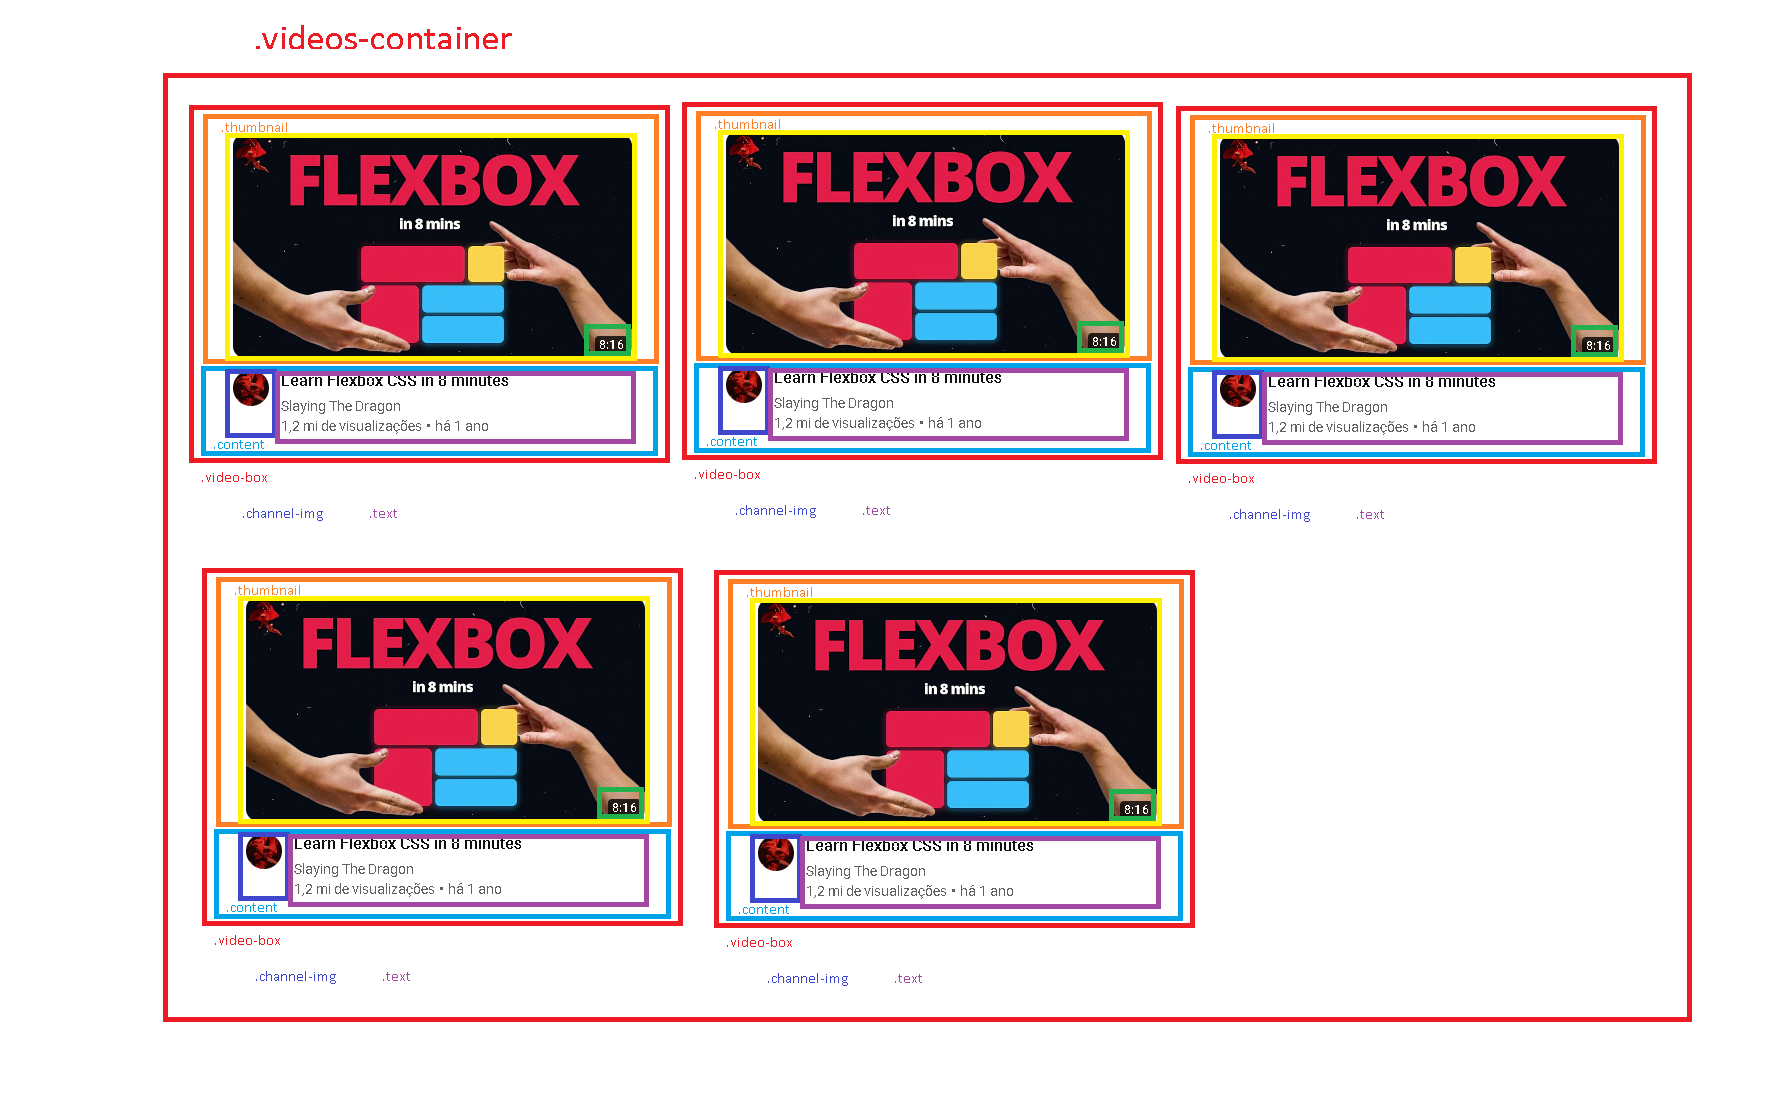 .videos-container
.thumbnail
FLEXBOX
in 8 mins
8:16
Learn Flexbox CSS in 8 minutes
Slaying The Dragon
1,2 mi de visualizações • há 1 ano
.content
.video-box
.channel-img .text
.thumbnail
FLEXBOX
in 8 mins
8:16
Learn Flexbox CSS in 8 minutes
Slaying The Dragon
1,2 mi de visualizações • há 1 ano
.content
.video-box
.channel-img .text
.thumbnail
FLEXBOX
in 8 mins
8:16
Learn Flexbox CSS in 8 minutes
Slaying The Dragon
1,2 mi de visualizações • há 1 ano
.content
.video-box
.channel-img .text
.thumbnail
FLEXBOX
in 8 mins
8:16
Learn Flexbox CSS in 8 minutes
Slaying The Dragon
1,2 mi de visualizações • há 1 ano
.content
.video-box
.channel-img .text
.thumbnail
FLEXBOX
in 8 mins
8:16
Learn Flexbox CSS in 8 minutes
Slaying The Dragon
1,2 mi de visualizações • há 1 ano
.content
.video-box
.channel-img .text